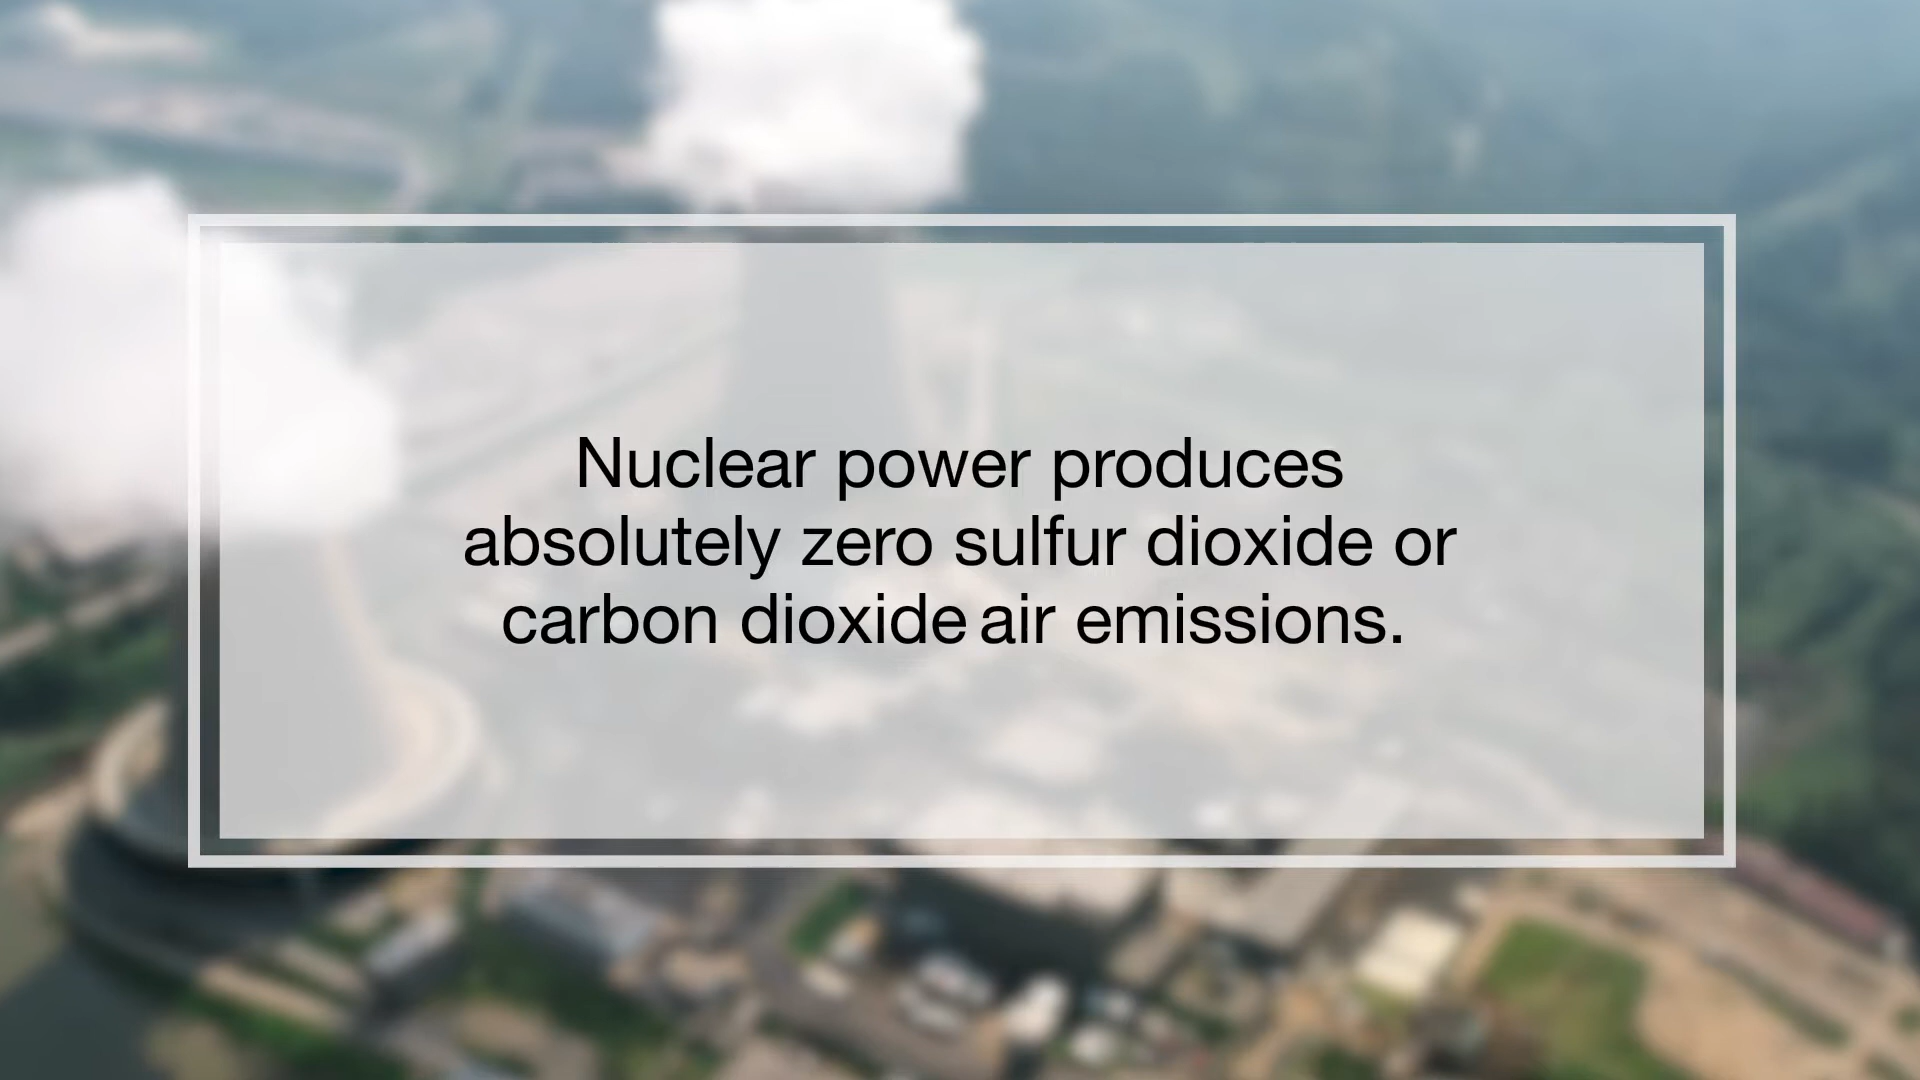 Nuclear power produces
absolutely zero sulfur dioxide or
carbon dioxide air emissions.